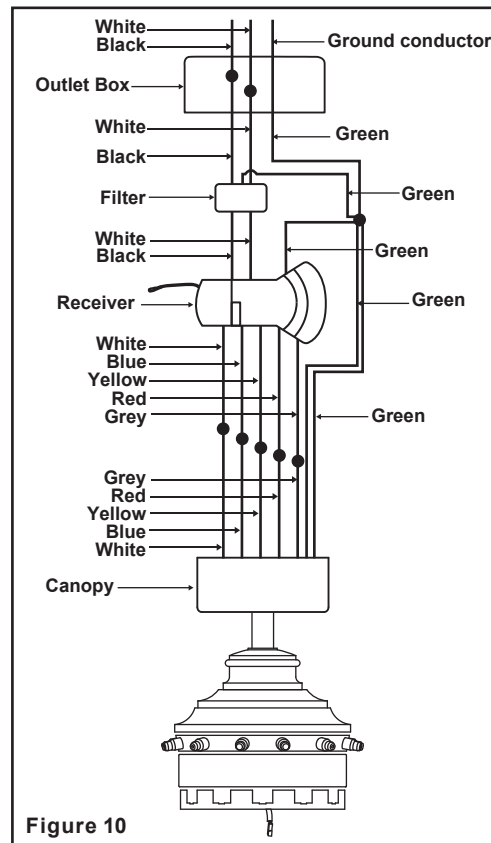 White
Black
Ground conductor
Outlet Box
White
Green
Black
Green
Filter
White
Green
Black
Receiver
Green
White
Blue
Yellow
Red
Grey
Green
Grey
Red
Yellow
Blue
White
Canopy
Figure 10